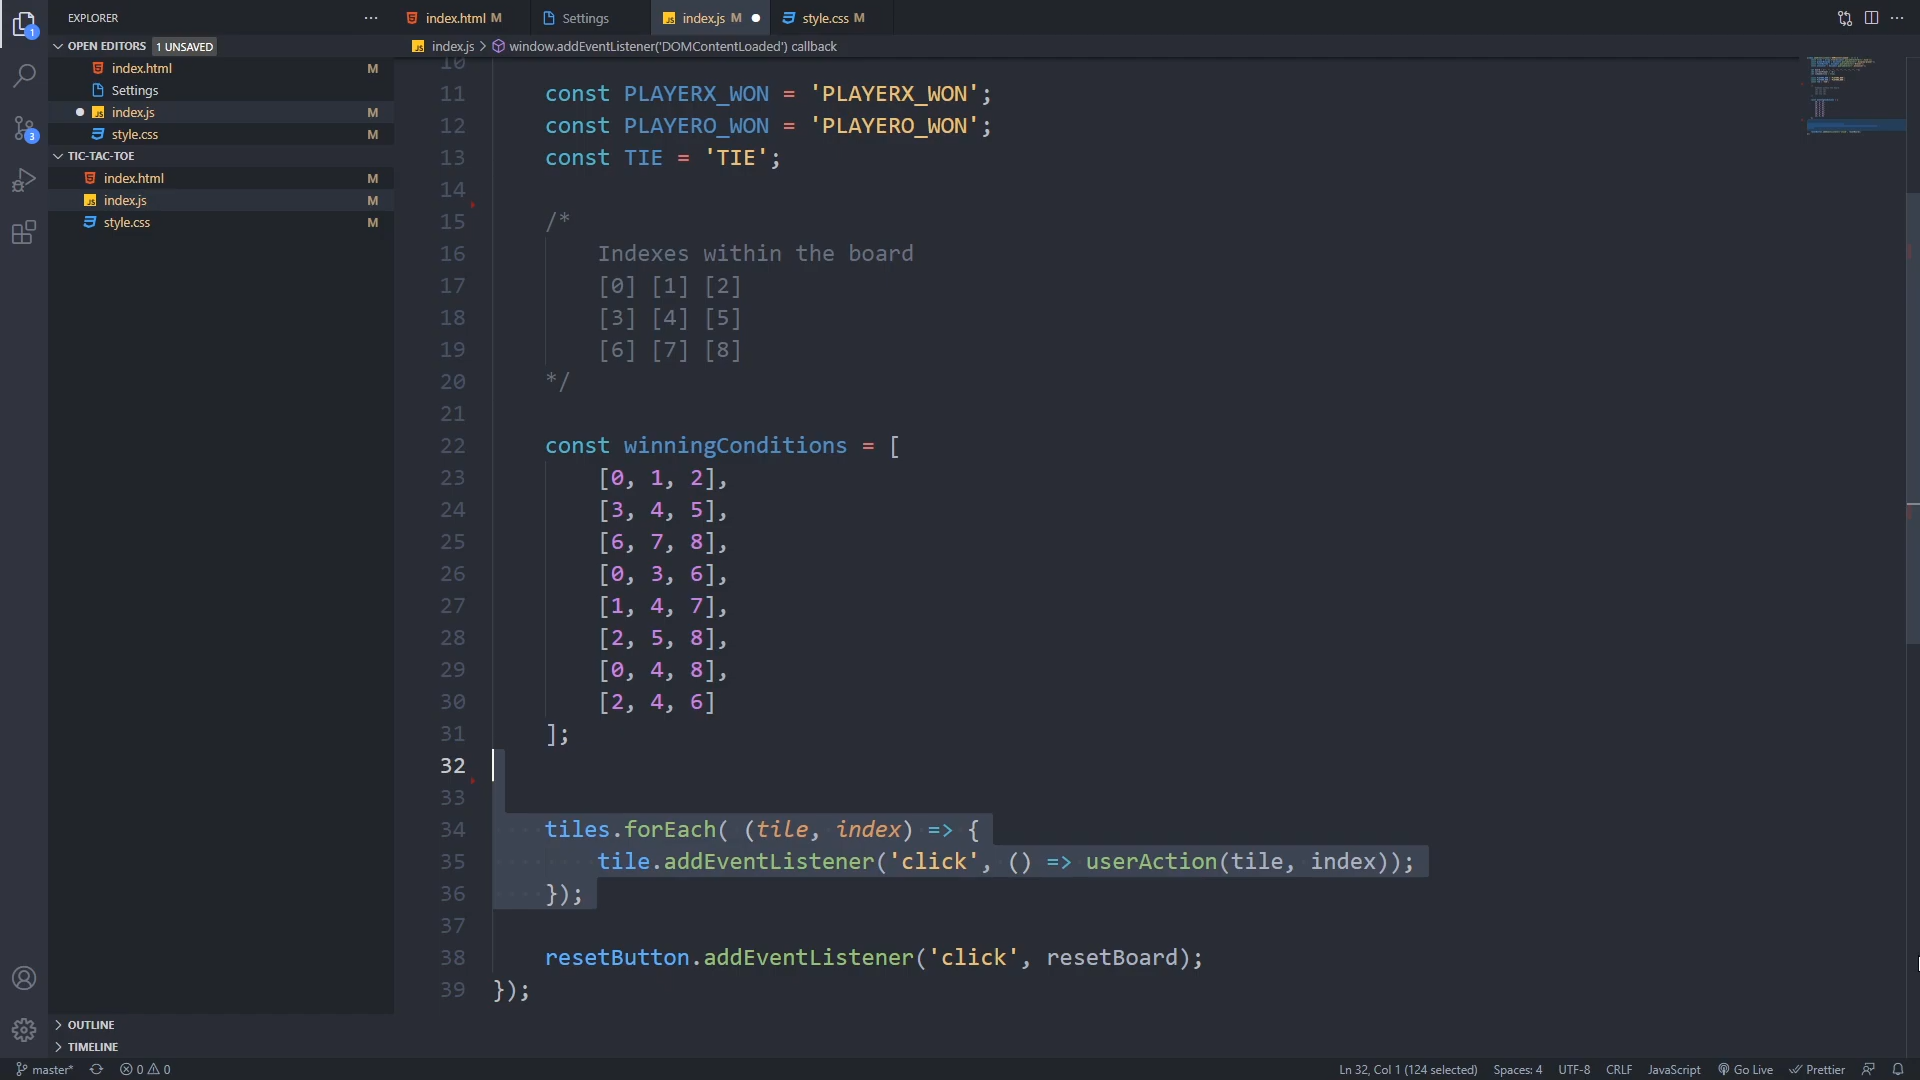 EXPLORER
OPEN EDITORS 1 UNSAVED
index.html M
Settings
index.js M
style.css M
TIC-TAC-TOE
index.html M
index.js M
style.css M
OUTLINE
TIMELINE
1
3
index.html M
Settings
index.js M
style.css M
index.js > window.addEventListener('DOMContentLoaded') callback
10
11 const PLAYERX_WON = 'PLAYERX_WON';
12 const PLAYERO_WON = 'PLAYERO_WON';
13 const TIE = 'TIE';
14
15 /*
16 Indexes within the board
17 [0] [1] [2]
18 [3] [4] [5]
19 [6] [7] [8]
20 */
21
22 const winningConditions = [
23 [0, 1, 2],
24 [3, 4, 5],
25 [6, 7, 8],
26 [0, 3, 6],
27 [1, 4, 7],
28 [2, 5, 8],
29 [0, 4, 8],
30 [2, 4, 6]
31 ];
32
33
34 tiles.forEach( (tile, index) => {
35 tile.addEventListener('click', () => userAction(tile, index));
36 });
37
38 resetButton.addEventListener('click', resetBoard);
39 });
master* 0 0 Ln 32, Col 1 (124 selected) Spaces: 4 UTF-8 CRLF JavaScript Go Live Prettier